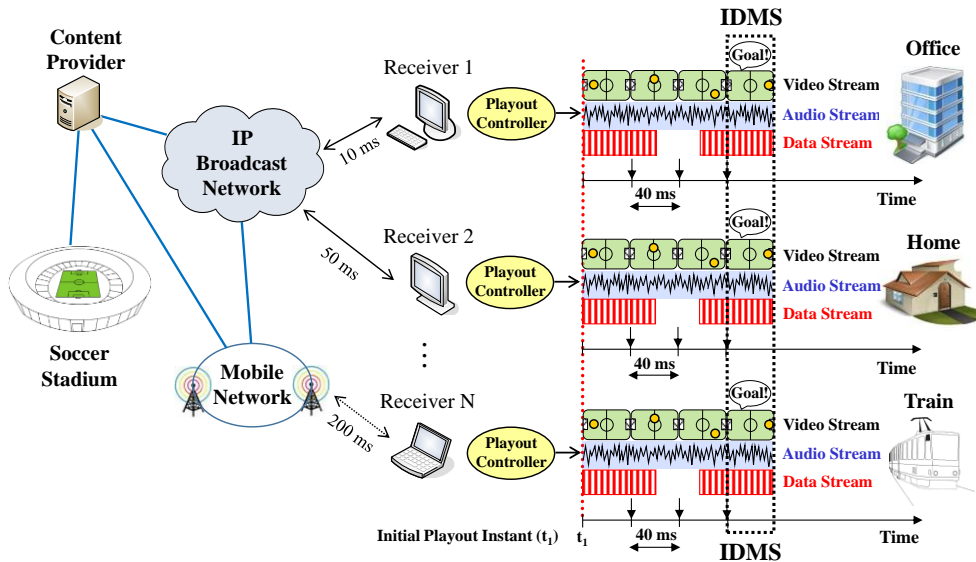 IDMS
Content
Provider
Receiver 1
Goal!
Office
Playout
Controller
Video Stream
Audio Stream
Data Stream
IP
Broadcast
Network
10 ms
40 ms
Time
Receiver 2
Goal!
Home
50 ms
Playout
Controller
Video Stream
Audio Stream
Data Stream
40 ms
Time
Soccer
Stadium
Mobile
Network
200 ms
Receiver N
Goal!
Train
Playout
Controller
Video Stream
Audio Stream
Data Stream
Initial Playout Instant (t₁)
t₁
40 ms
Time
IDMS